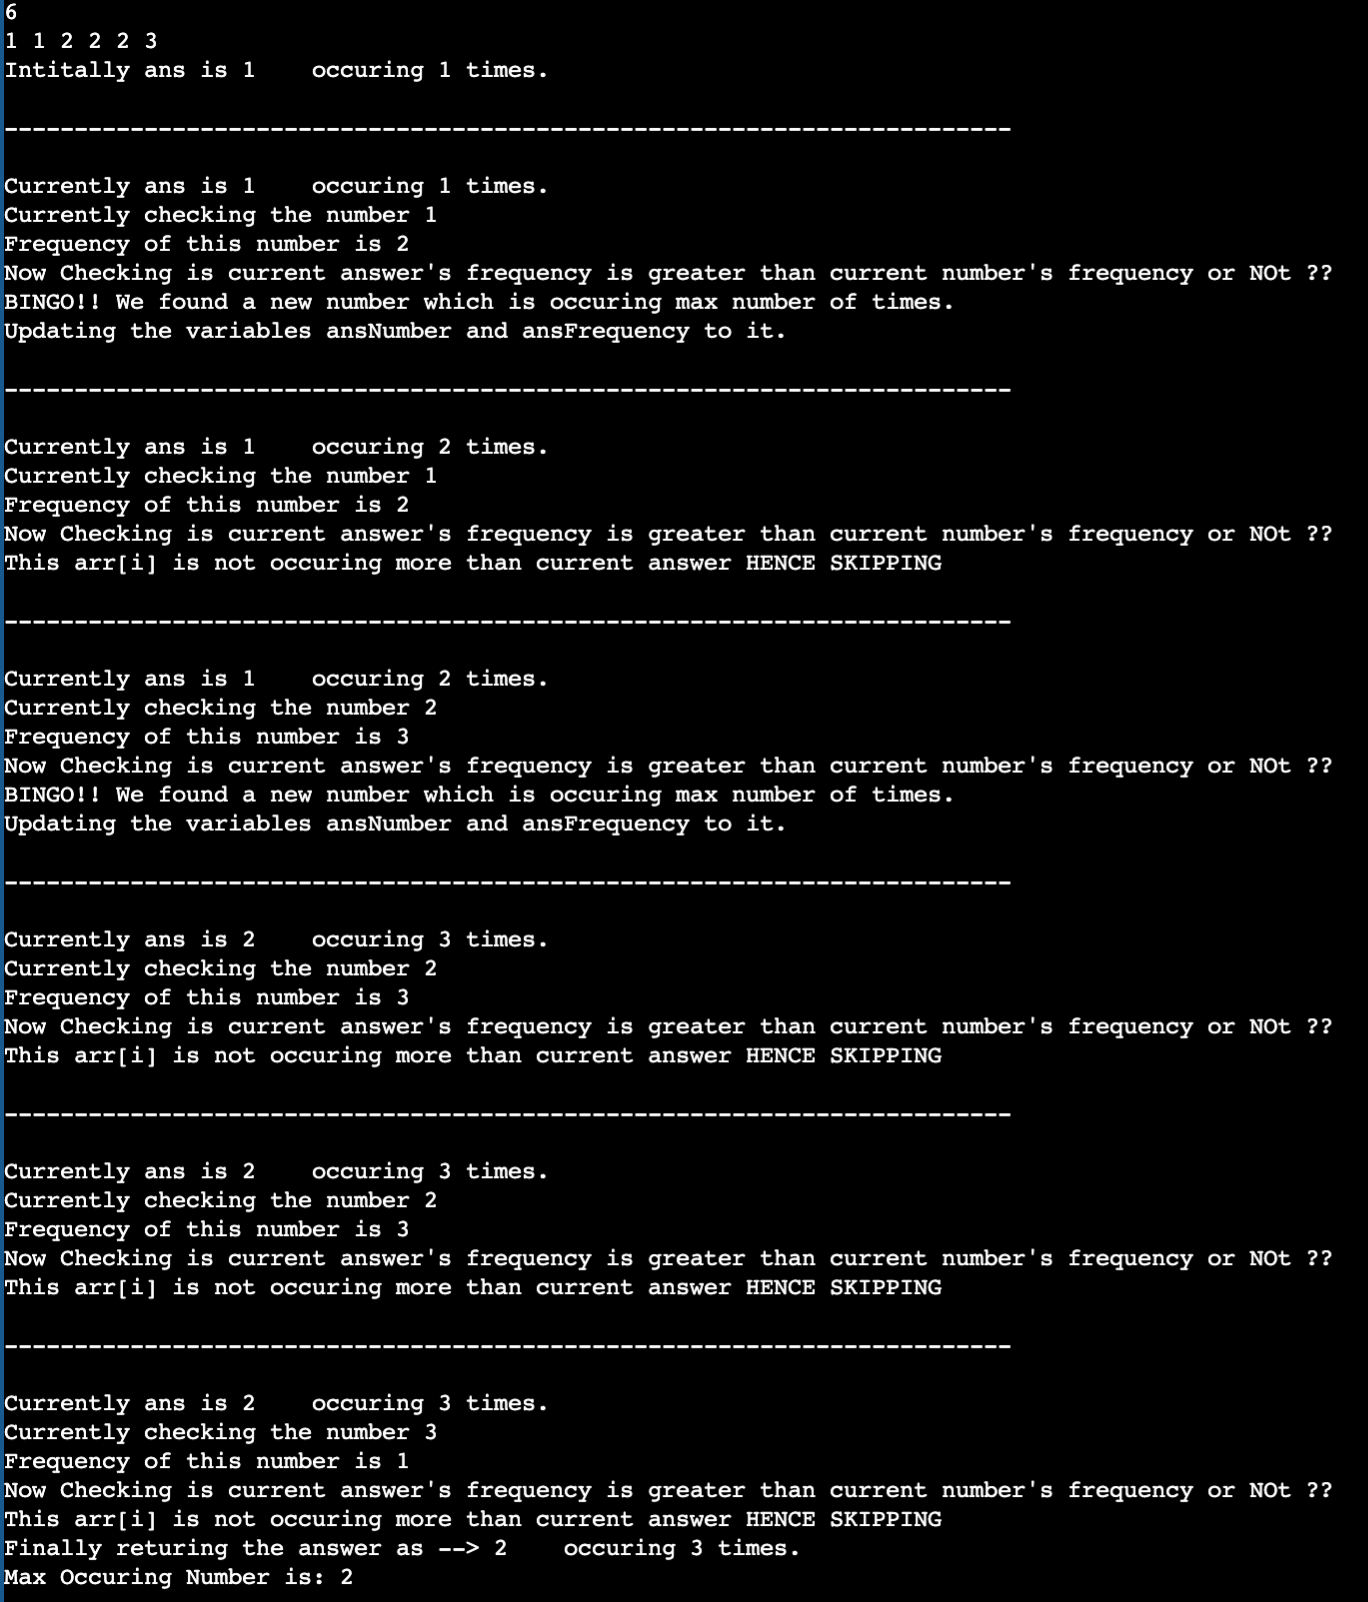 6
1 1 2 2 2 3
Intitally ans is 1    occuring 1 times.
------------------------------------------------------------------------
Currently ans is 1    occuring 1 times.
Currently checking the number 1
Frequency of this number is 2
Now Checking is current answer's frequency is greater than current number's frequency or NOt ??
BINGO!! We found a new number which is occuring max number of times.
Updating the variables ansNumber and ansFrequency to it.
------------------------------------------------------------------------
Currently ans is 1    occuring 2 times.
Currently checking the number 1
Frequency of this number is 2
Now Checking is current answer's frequency is greater than current number's frequency or NOt ??
This arr[i] is not occuring more than current answer HENCE SKIPPING
------------------------------------------------------------------------
Currently ans is 1    occuring 2 times.
Currently checking the number 2
Frequency of this number is 3
Now Checking is current answer's frequency is greater than current number's frequency or NOt ??
BINGO!! We found a new number which is occuring max number of times.
Updating the variables ansNumber and ansFrequency to it.
------------------------------------------------------------------------
Currently ans is 2    occuring 3 times.
Currently checking the number 2
Frequency of this number is 3
Now Checking is current answer's frequency is greater than current number's frequency or NOt ??
This arr[i] is not occuring more than current answer HENCE SKIPPING
------------------------------------------------------------------------
Currently ans is 2    occuring 3 times.
Currently checking the number 2
Frequency of this number is 3
Now Checking is current answer's frequency is greater than current number's frequency or NOt ??
This arr[i] is not occuring more than current answer HENCE SKIPPING
------------------------------------------------------------------------
Currently ans is 2    occuring 3 times.
Currently checking the number 3
Frequency of this number is 1
Now Checking is current answer's frequency is greater than current number's frequency or NOt ??
This arr[i] is not occuring more than current answer HENCE SKIPPING
Finally returing the answer as --> 2    occuring 3 times.
Max Occuring Number is: 2